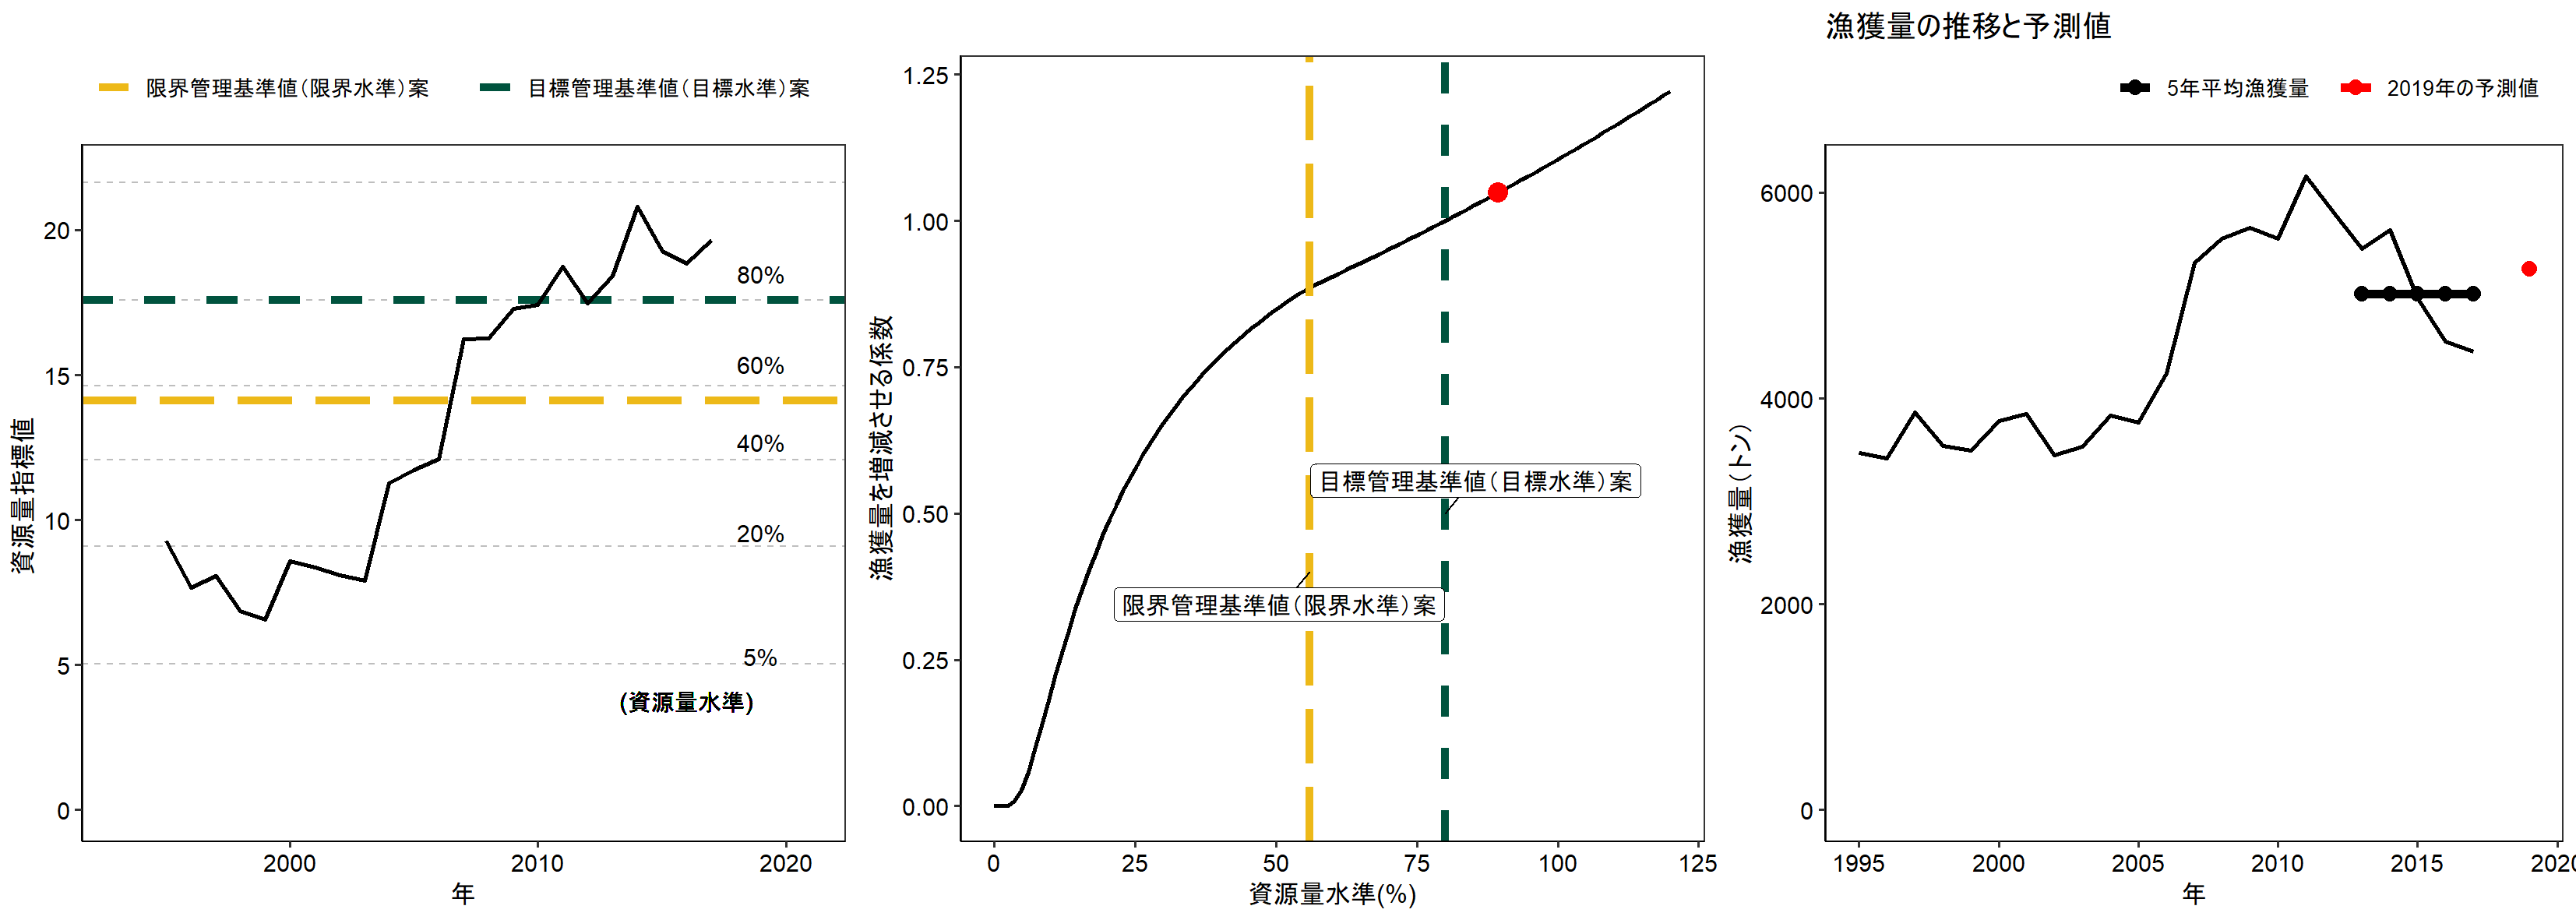 限界管理基準値（限界水準）案
目標管理基準値（目標水準）案
資源量指標値
20
15
10
5
0
80%
60%
40%
20%
5%
(資源量水準)
2000
2010
2020
年
漁獲量を増減させる係数
1.25
1.00
0.75
0.50
0.25
0.00
目標管理基準値（目標水準）案
限界管理基準値（限界水準）案
0
25
50
75
100
125
資源量水準(%)
漁獲量の推移と予測値
5年平均漁獲量
2019年の予測値
漁獲量（トン）
6000
4000
2000
0
1995
2000
2005
2010
2015
2020
年